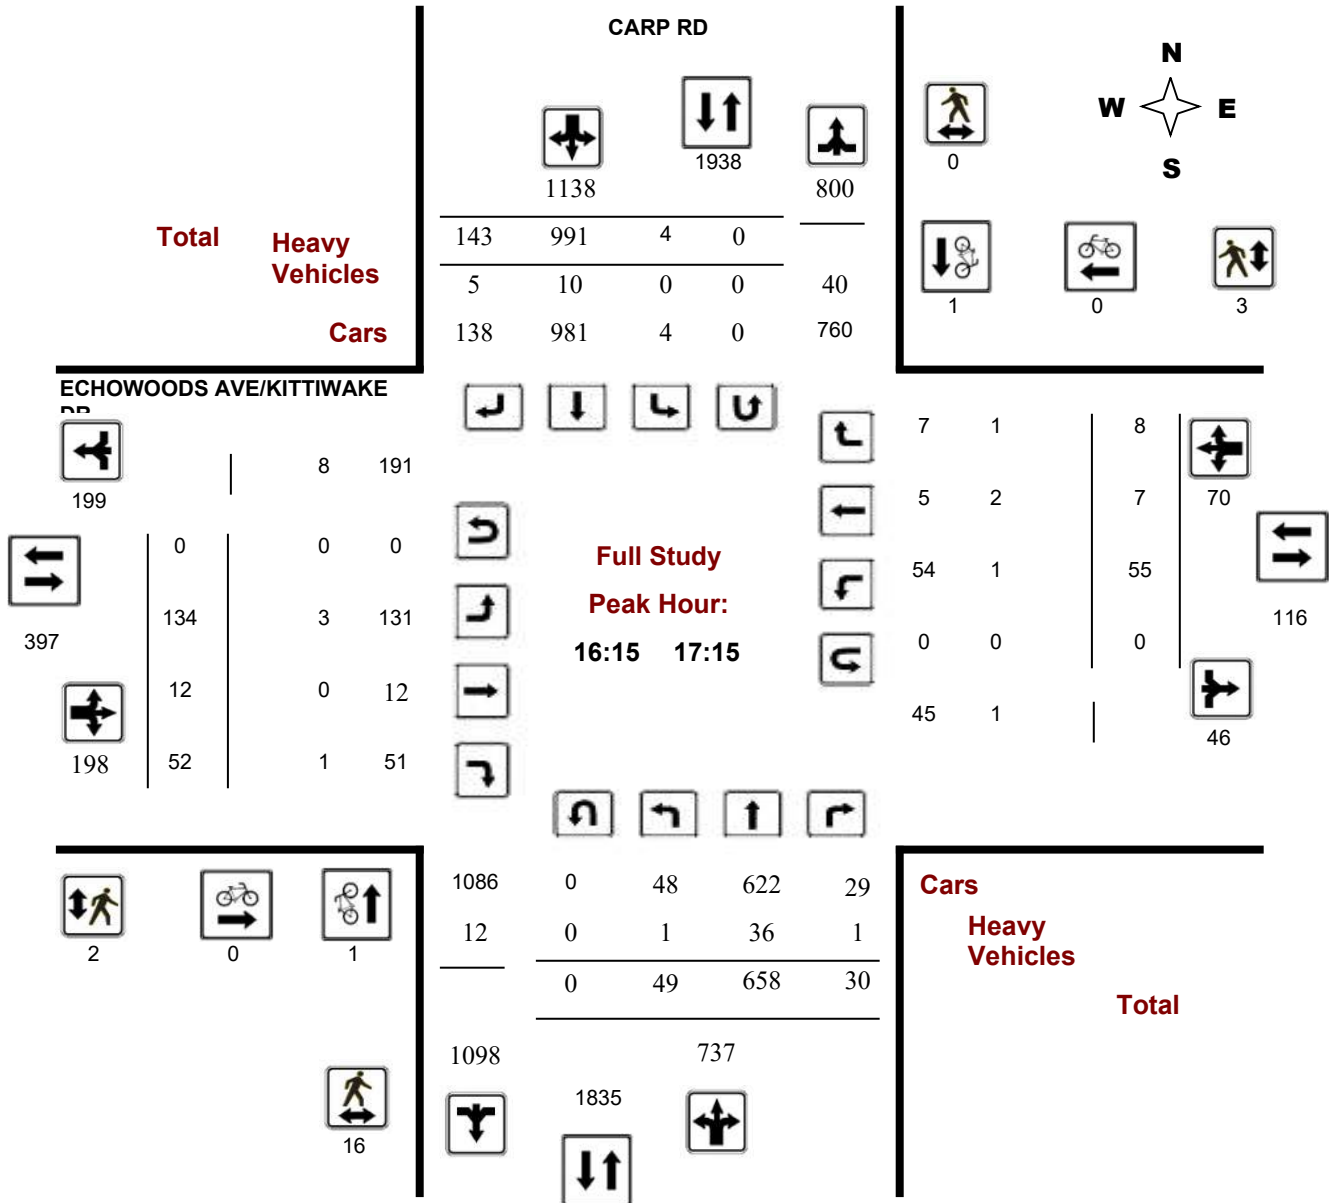 CARP RD
N
W E
S
1938
0
1138 800
Total Heavy Vehicles
143 991 4 0
5 10 0 0 40
1 0 3
Cars
138 981 4 0 760
ECHOWOODS AVE/KITTIWAKE
DR
7 1 8
8 191
199
5 2 7 70
0 0 0
Full Study
54 1 55
134 3 131
Peak Hour:
116
397
16:15 17:15
0 0 0
12 0 12
45 1
46
198 52 1 51
1086 0 48 622 29
Cars
12 0 1 36 1
Heavy
Vehicles
2 0 1
0 49 658 30
Total
1098 737
1835
16